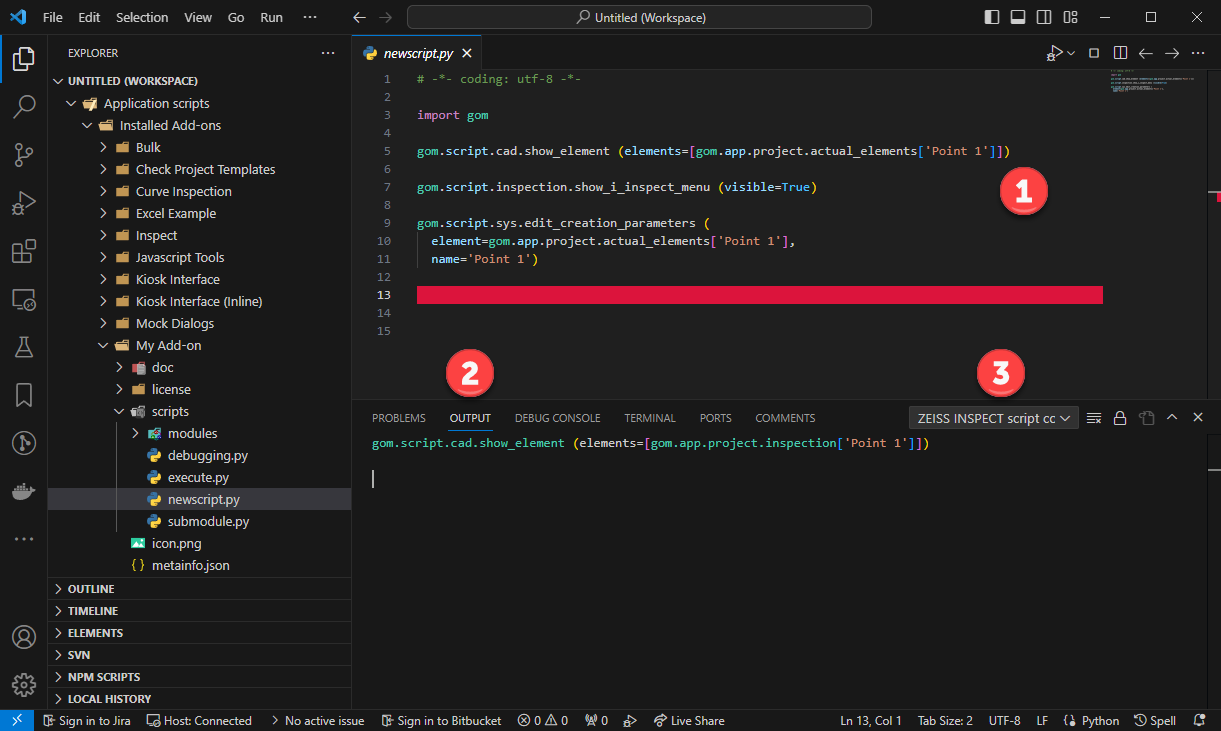 File Edit Selection View Go Run ··· Untitled (Workspace)
EXPLORER ···
UNTITLED (WORKSPACE)
Application scripts
Installed Add-ons
Bulk
Check Project Templates
Curve Inspection
Excel Example
Inspect
Javascript Tools
Kiosk Interface
Kiosk Interface (Inline)
Mock Dialogs
My Add-on
doc
license
scripts
modules
debugging.py
execute.py
newscript.py
submodule.py
icon.png
{} metainfo.json
OUTLINE
TIMELINE
ELEMENTS
SVN
NPM SCRIPTS
LOCAL HISTORY
newscript.py
1 # -*- coding: utf-8 -*-
2
3 import gom
4
5 gom.script.cad.show_element (elements=[gom.app.project.actual_elements['Point 1']])
6
7 gom.script.inspection.show_i_inspect_menu (visible=True)
8
9 gom.script.sys.edit_creation_parameters (
10 element=gom.app.project.actual_elements['Point 1'],
11 name='Point 1')
12
13
14
15
1
2
3
PROBLEMS OUTPUT DEBUG CONSOLE TERMINAL PORTS COMMENTS ZEISS INSPECT script cc
gom.script.cad.show_element (elements=[gom.app.project.inspection['Point 1']])
Sign in to Jira Host: Connected No active issue Sign in to Bitbucket 0 0 0 Live Share Ln 13, Col 1 Tab Size: 2 UTF-8 LF Python Spell